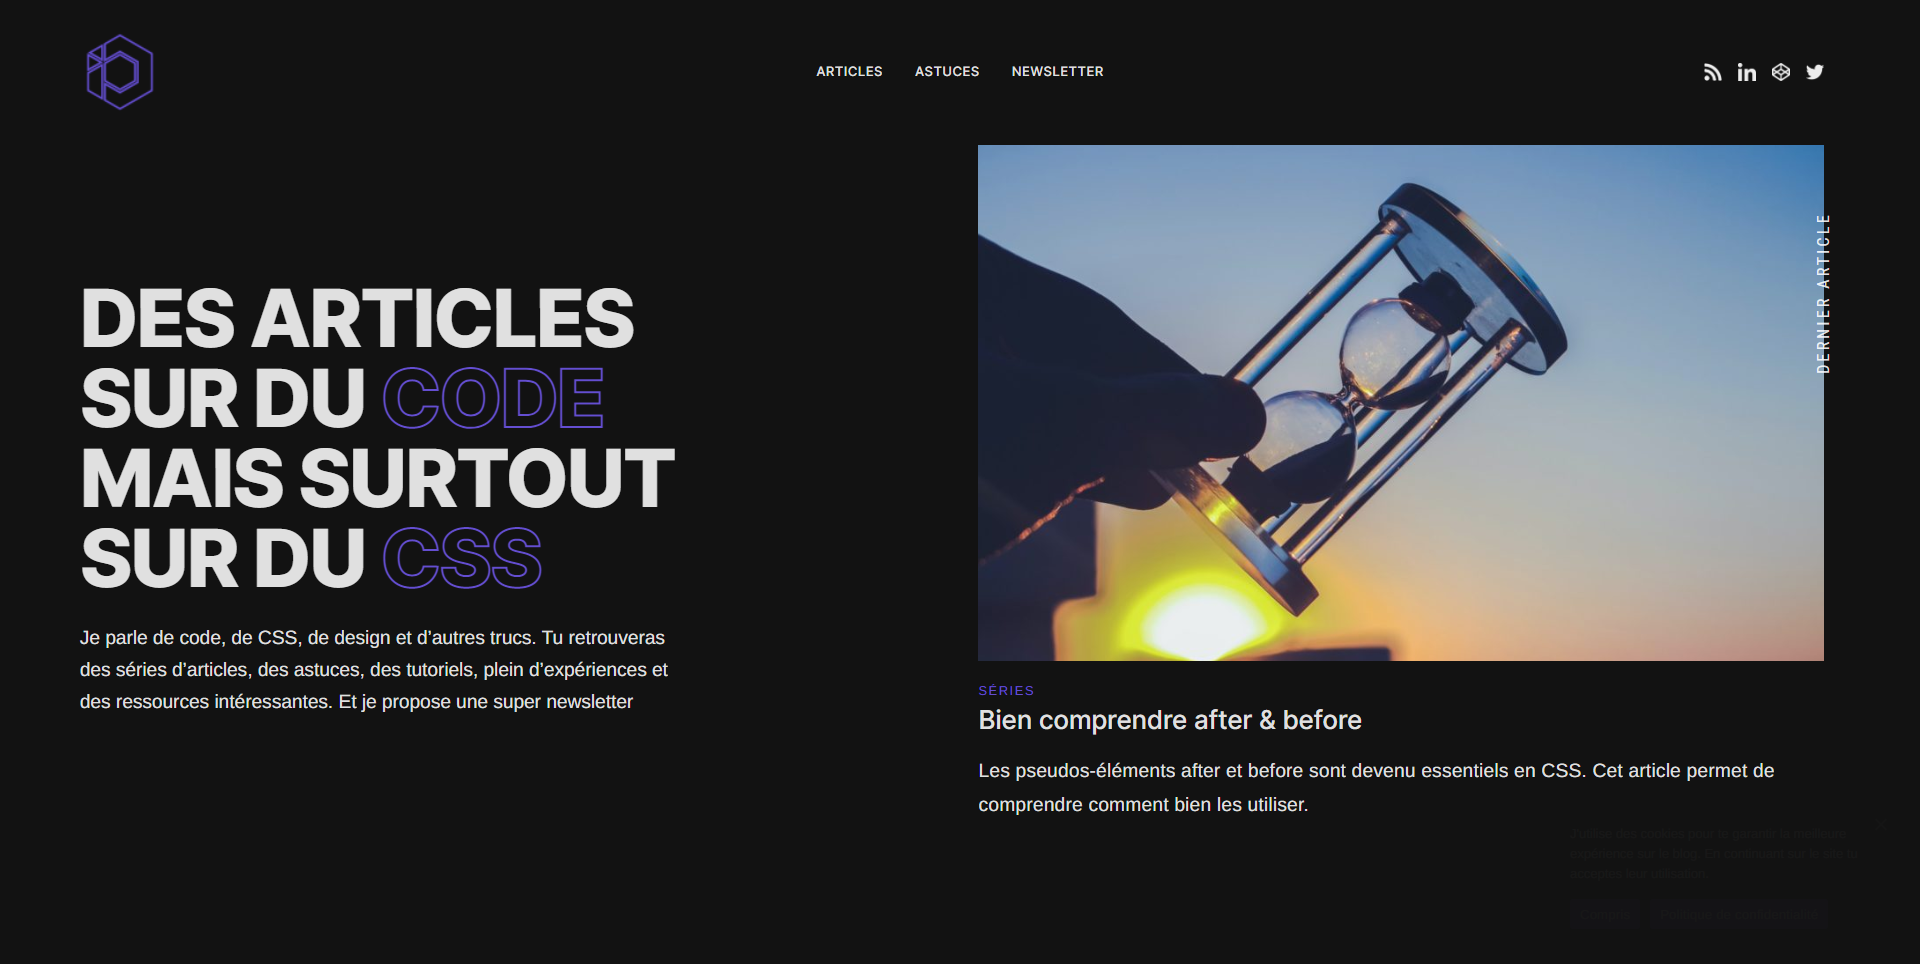 ARTICLES ASTUCES NEWSLETTER
DES ARTICLES
SUR DU CODE
MAIS SURTOUT
SUR DU CSS
Je parle de code, de CSS, de design et d’autres trucs. Tu retrouveras
des séries d’articles, des astuces, des tutoriels, plein d’expériences et
des ressources intéressantes. Et je propose une super newsletter
DERNIER ARTICLE
SÉRIES
Bien comprendre after & before
Les pseudos-éléments after et before sont devenu essentiels en CSS. Cet article permet de
comprendre comment bien les utiliser.